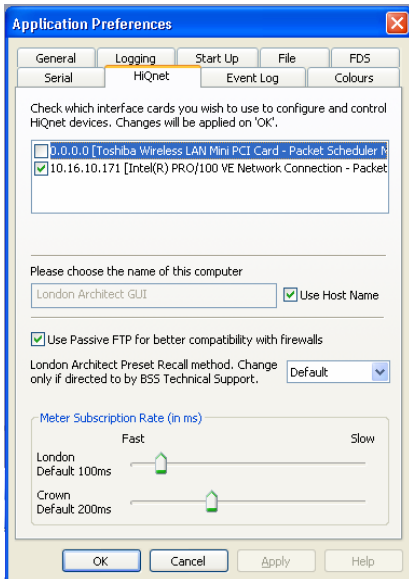 Application Preferences
General Logging Start Up File FDS
Serial HiQnet Event Log Colours
Check which interface cards you wish to use to configure and control
HiQnet devices. Changes will be applied on 'OK'.
0.0.0.0 [Toshiba Wireless LAN Mini PCI Card - Packet Scheduler M
10.16.10.171 [Intel(R) PRO/100 VE Network Connection - Packet
Please choose the name of this computer
London Architect GUI Use Host Name
Use Passive FTP for better compatibility with firewalls
London Architect Preset Recall method. Change
only if directed to by BSS Technical Support.
Default
Meter Subscription Rate (in ms)
Fast Slow
London
Default 100ms
Crown
Default 200ms
OK Cancel Apply Help